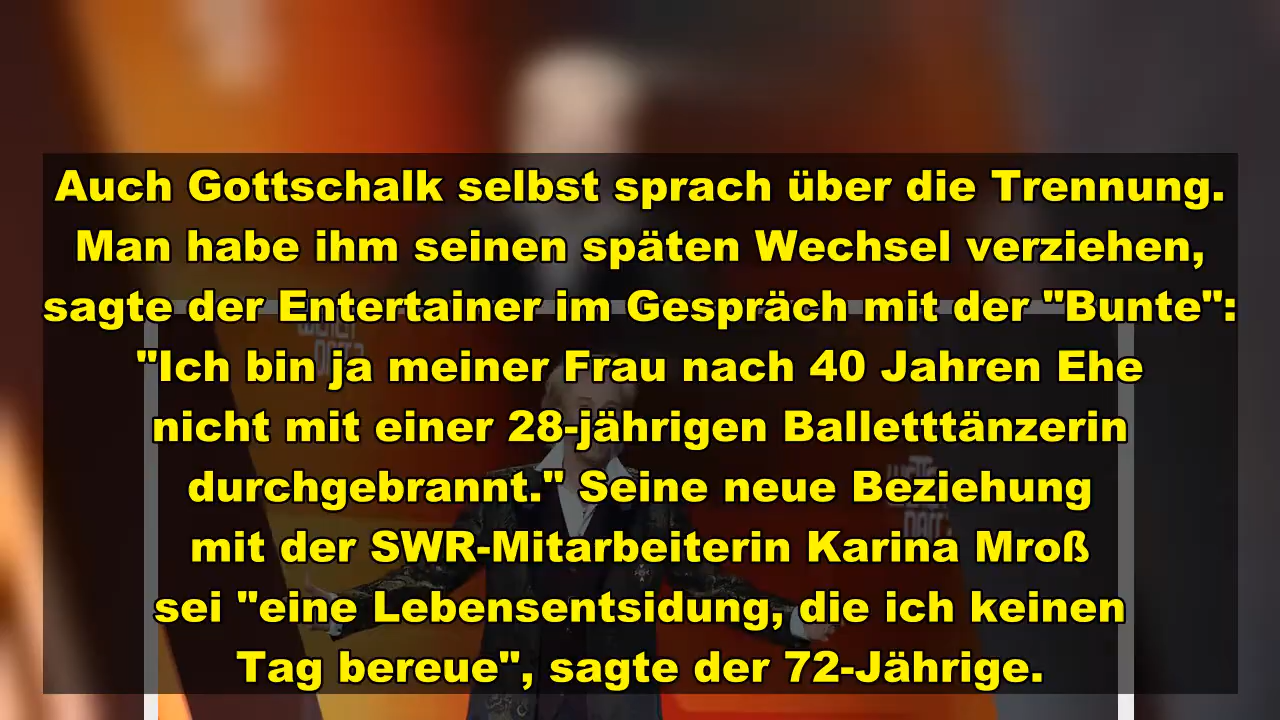 Auch Gottschalk selbst sprach über die Trennung.
Man habe ihm seinen späten Wechsel verziehen,
sagte der Entertainer im Gespräch mit der "Bunte":
"Ich bin ja meiner Frau nach 40 Jahren Ehe
nicht mit einer 28-jährigen Balletttänzerin
durchgebrannt." Seine neue Beziehung
mit der SWR-Mitarbeiterin Karina Mroß
sei "eine Lebensentsidung, die ich keinen
Tag bereue", sagte der 72-Jährige.